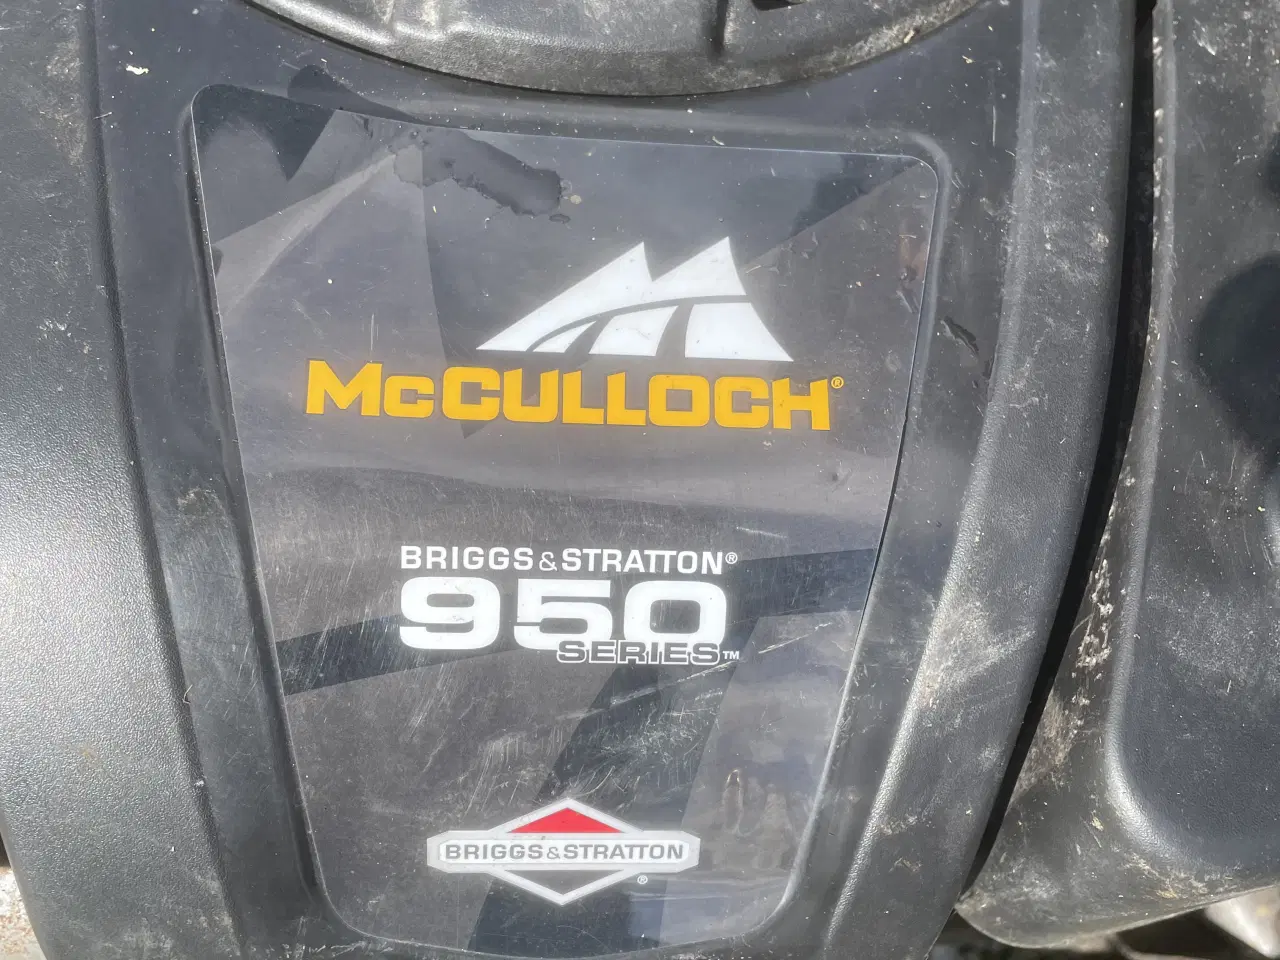 McCULLOCH®
BRIGGS & STRATTON®
950
SERIES™
BRIGGS & STRATTON
®